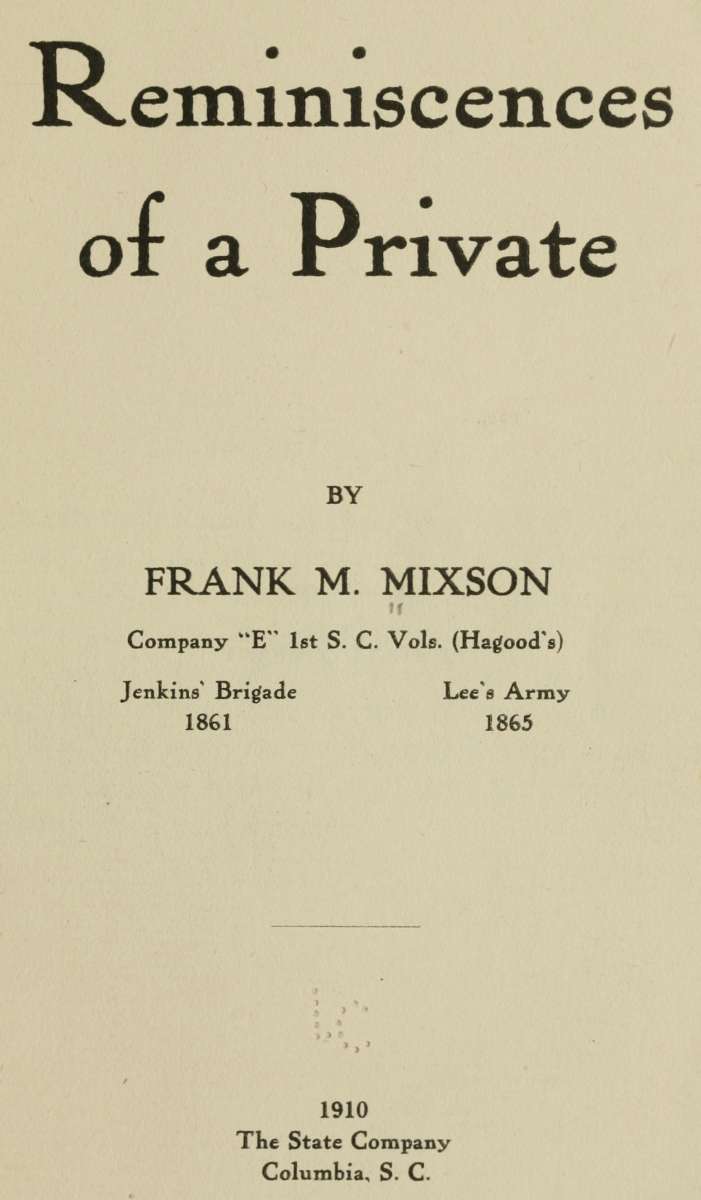 Reminiscences
of a Private
BY
FRANK M. MIXSON
"
Company "E" 1st S. C. Vols. (Hagood's)
Jenkins' Brigade Lee's Army
1861 1865
LC
1910
The State Company
Columbia, S. C.